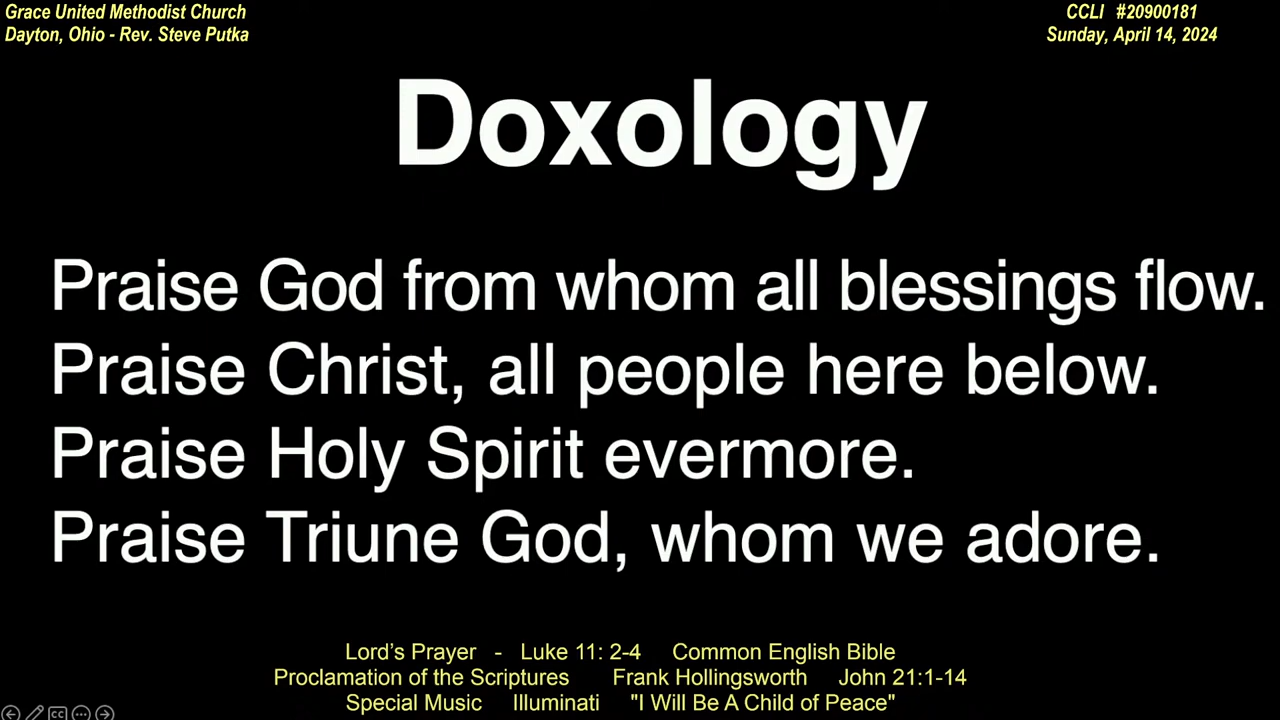 Grace United Methodist Church
Dayton, Ohio - Rev. Steve Putka
CCLI #20900181
Sunday, April 14, 2024
Doxology
Praise God from whom all blessings flow.
Praise Christ, all people here below.
Praise Holy Spirit evermore.
Praise Triune God, whom we adore.
Lord's Prayer - Luke 11: 2-4 Common English Bible
Proclamation of the Scriptures Frank Hollingsworth John 21:1-14
Special Music Illuminati "I Will Be A Child of Peace"
CC